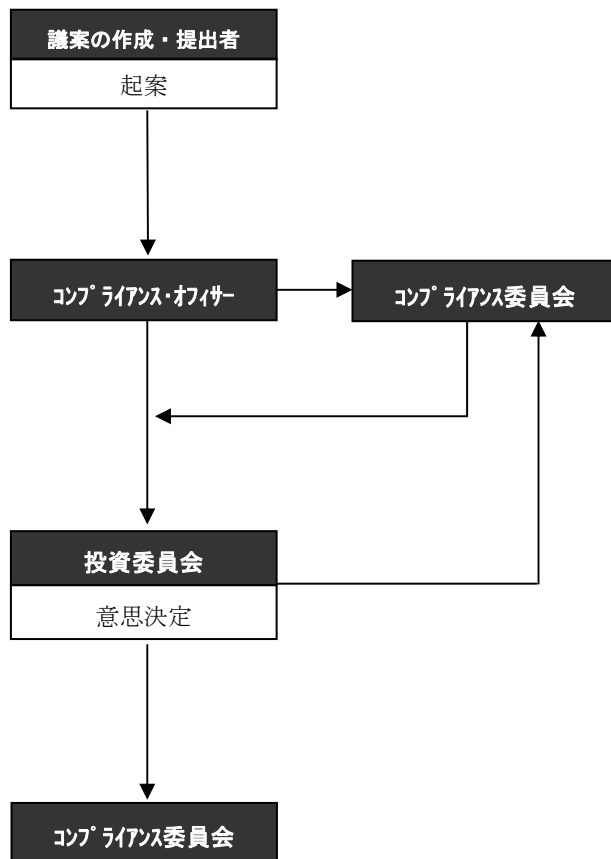 議案の作成・提出者
起案
ｺﾝﾌﾟﾗｲｱﾝｽ・ｵﾌｨｻｰ
ｺﾝﾌﾟﾗｲｱﾝｽ委員会
投資委員会
意思決定
ｺﾝﾌﾟﾗｲｱﾝｽ委員会